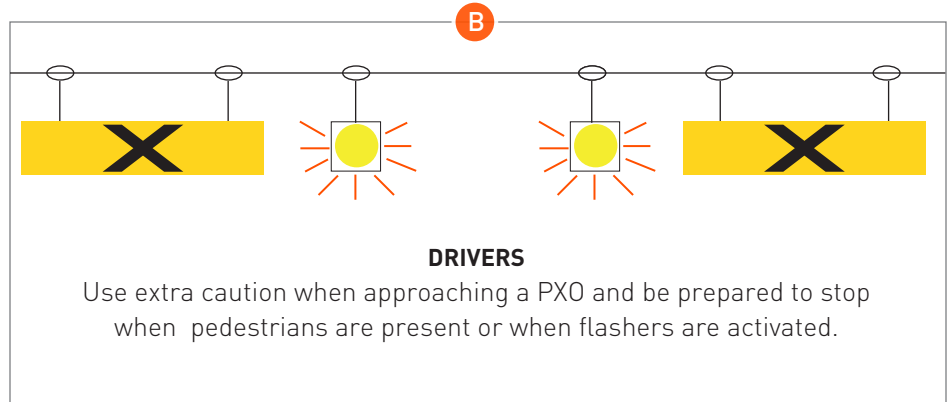 B
X X
DRIVERS
Use extra caution when approaching a PXO and be prepared to stop
when pedestrians are present or when flashers are activated.